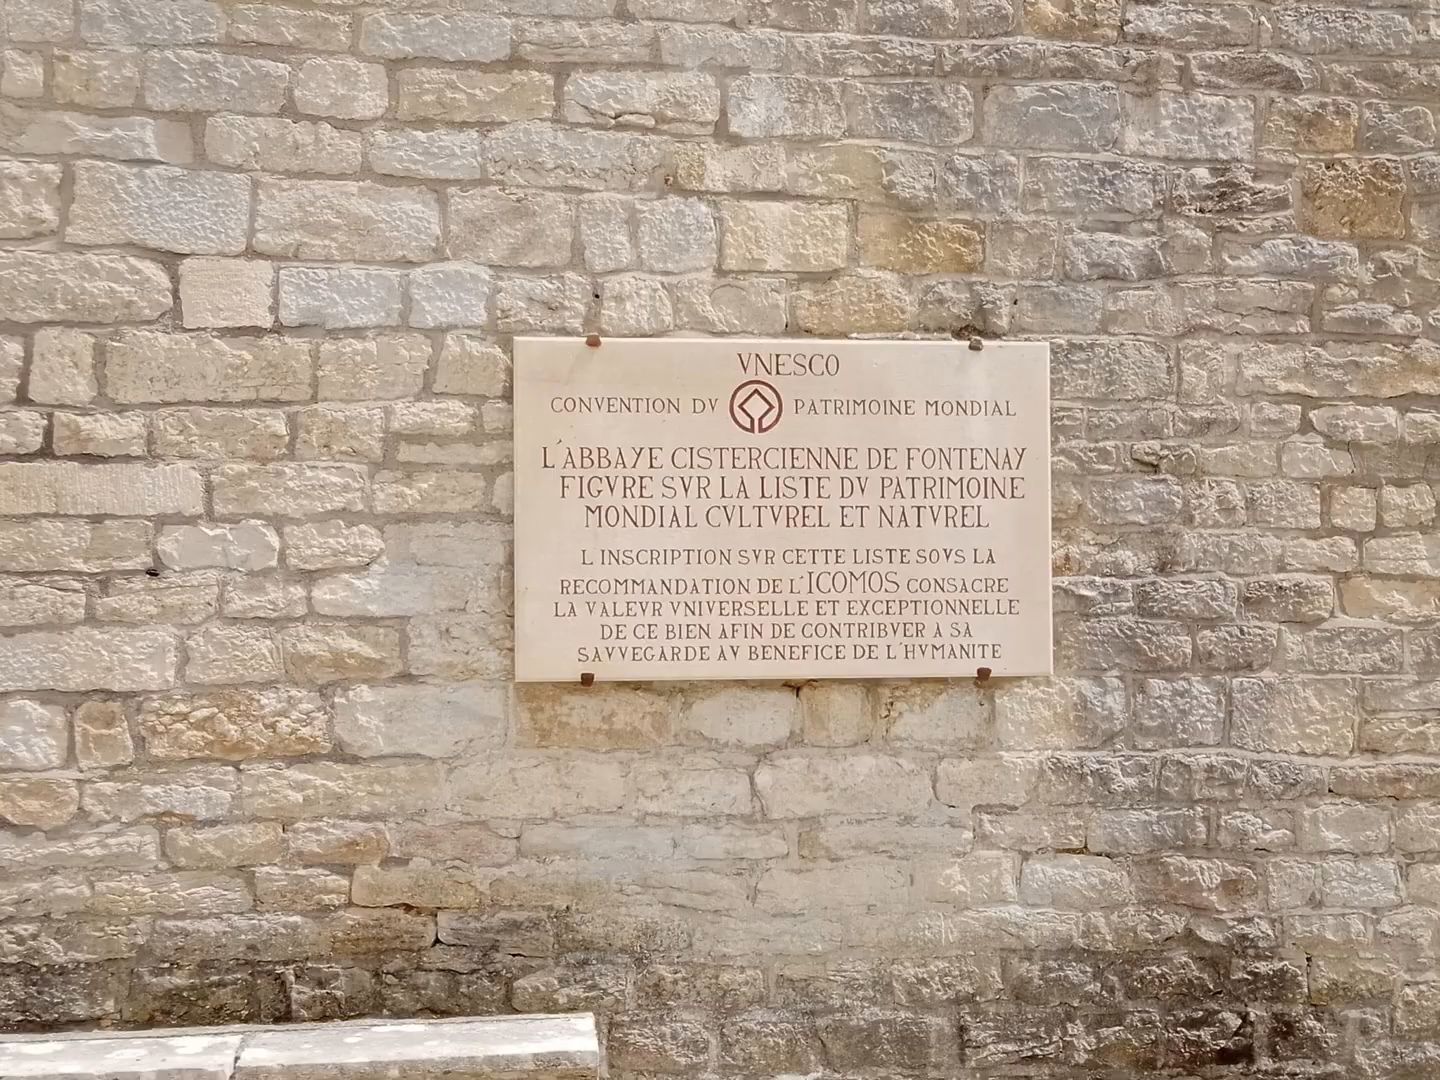 VNESCO
CONVENTION DV PATRIMOINE MONDIAL
L'ABBAYE CISTERCIENNE DE FONTENAY
FIGVRE SVR LA LISTE DV PATRIMOINE
MONDIAL CVLTVREL ET NATVREL
L'INSCRIPTION SVR CETTE LISTE SOVS LA
RECOMMANDATION DE L'ICOMOS CONSACRE
LA VALEVR VNIVERSELLE ET EXCEPTIONNELLE
DE CE BIEN AFIN DE CONTRIBVER A SA
SAVVEGARDE AV BENEFICE DE L'HVMANITE